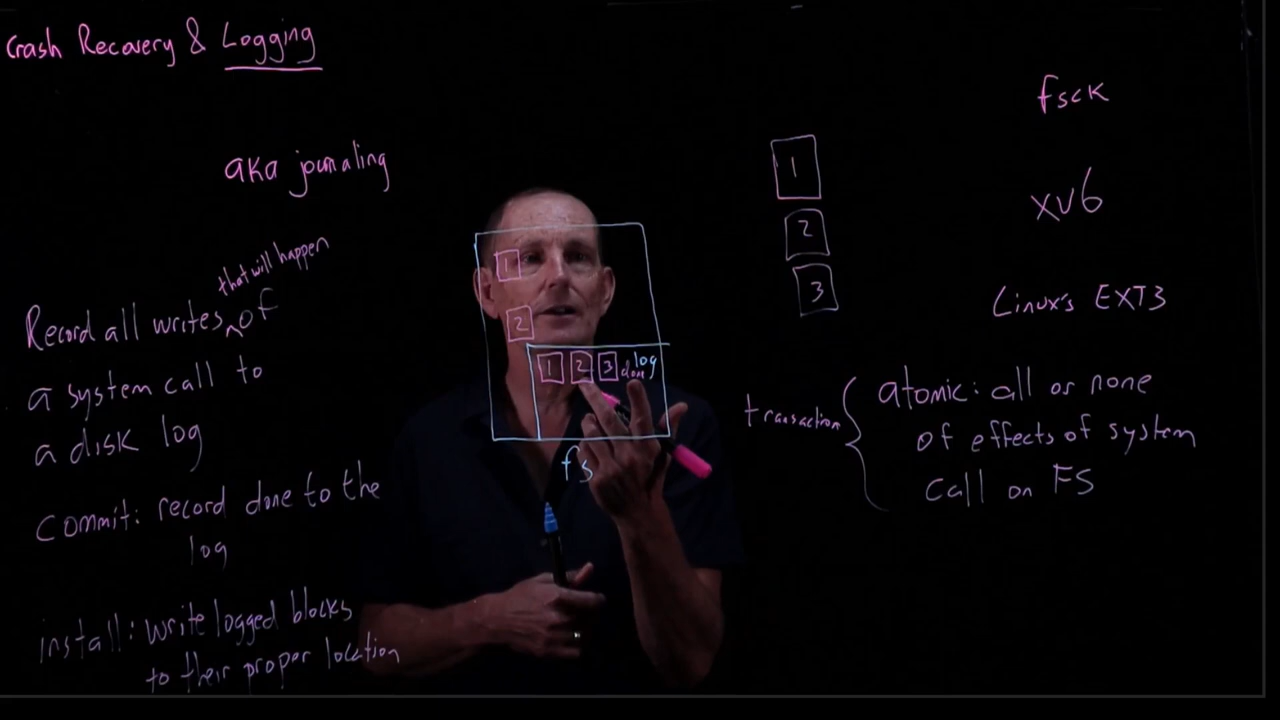 Crash Recovery & Logging
aka journaling
that will happen
Record all writes ^ of
a system call to
a disk log
Commit: record done to the
log
install: write logged blocks
to their proper location
1
2
1 2 3 done log
fs
1
2
3
fsck
xv6
Linux's EXT3
transaction { atomic: all or none
of effects of system
call on FS